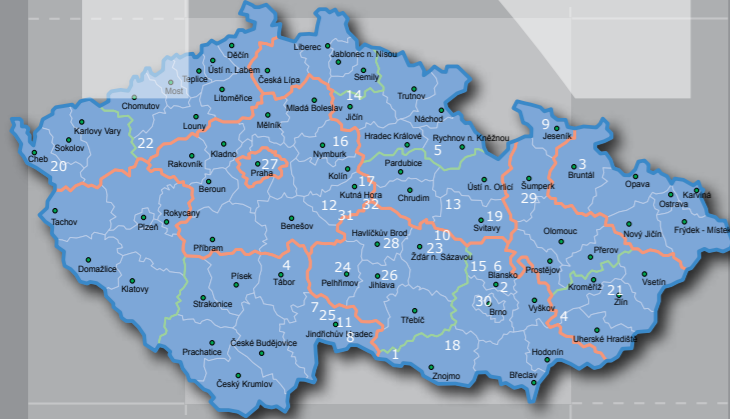 Děčín
Liberec
Jablonec n. Nisou
Ústí n. Labem
Teplice
Česká Lípa
Semily
Most
Litoměřice
14
Trutnov
Chomutov
Mladá Boleslav
Jičín
Náchod
Karlovy Vary
Louny
Mělník
9
Jeseník
Sokolov
22
16
Hradec Králové
Rychnov n. Kněžnou
5
Cheb
20
Rakovník
Kladno
27
Praha
Nymburk
Pardubice
3
Bruntál
Kolín
17
Opava
Beroun
Kutná Hora
Chrudim
Ústí n. Orlicí
Šumperk
29
Karviná
Ostrava
Tachov
Plzeň
Rokycany
12
32
31
13
19
Svitavy
Benešov
Nový Jičín
Frýdek - Místek
Příbram
Havlíčkův Brod
28
10
23
Žďár n. Sázavou
Olomouc
Přerov
Domažlice
Klatovy
Písek
4
Tábor
24
Pelhřimov
26
Jihlava
15
6
Blansko
2
Prostějov
Kroměříž
Vsetín
21
Zlín
Strakonice
7
25
11
Jindřichův Hradec
8
Třebíč
30
Brno
Vyškov
4
Uherské Hradiště
Prachatice
České Budějovice
1
18
Hodonín
Znojmo
Břeclav
Český Krumlov